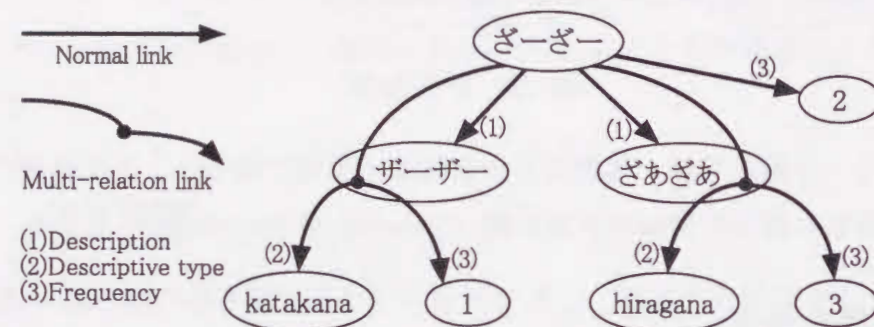 Normal link
Multi-relation link
(1)Description
(2)Descriptive type
(3)Frequency
ざーざー
(3)
2
(1)
(1)
ザーザー
ざあざあ
(2)
(3)
(2)
(3)
katakana
1
hiragana
3